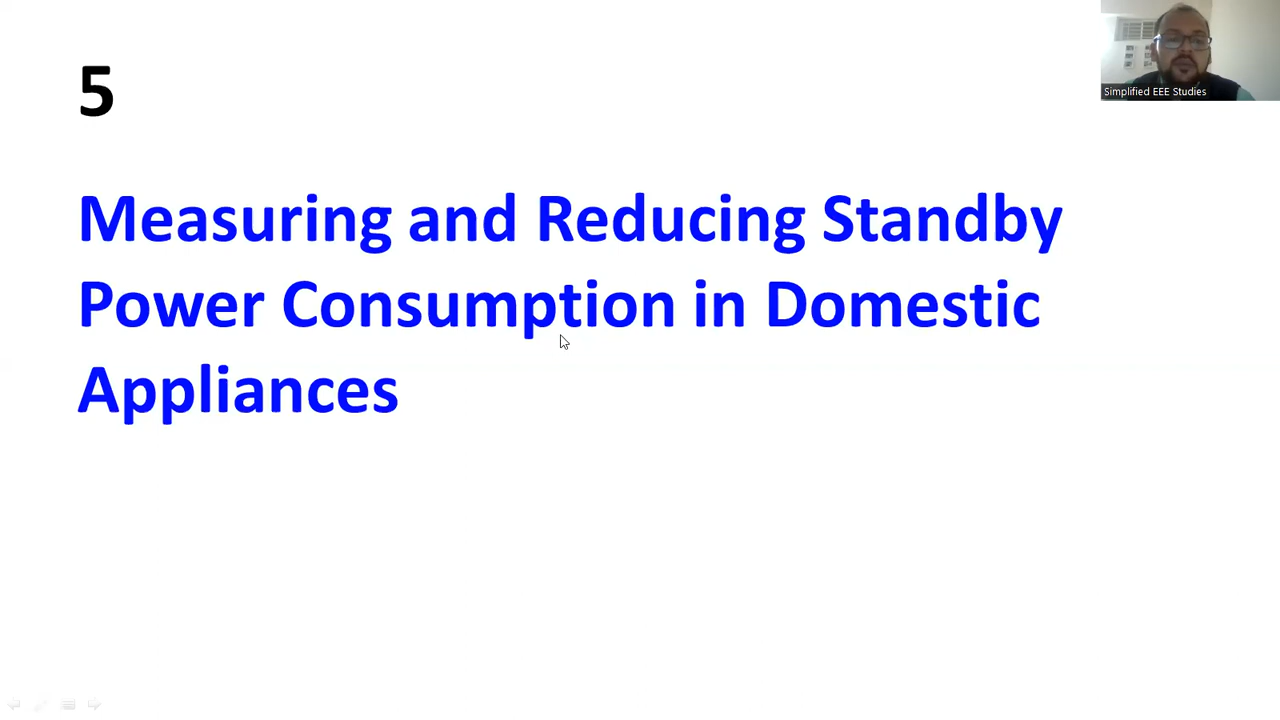 5
Measuring and Reducing Standby
Power Consumption in Domestic
Appliances
Simplified EEE Studies